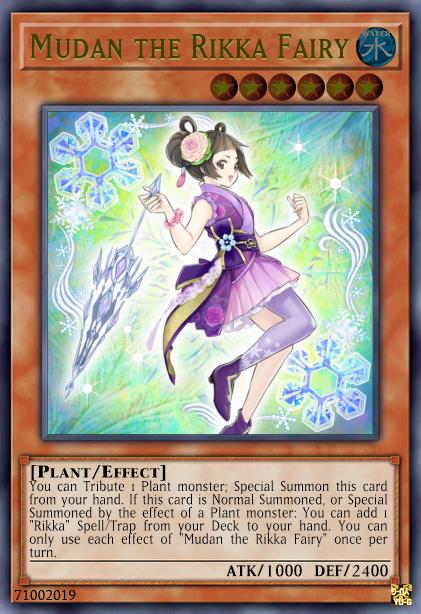 MUDAN THE RIKKA FAIRY
WATER
水
[PLANT/EFFECT]
You can Tribute 1 Plant monster; Special Summon this
card from your hand. If this card is Normal Summoned, or Special
Summoned by the effect of a Plant monster: You can add 1
"Rikka" Spell/Trap from your Deck to your hand. You can
only use each effect of "Mudan the Rikka Fairy" once per
turn.
ATK/1000 DEF/2400
71002019